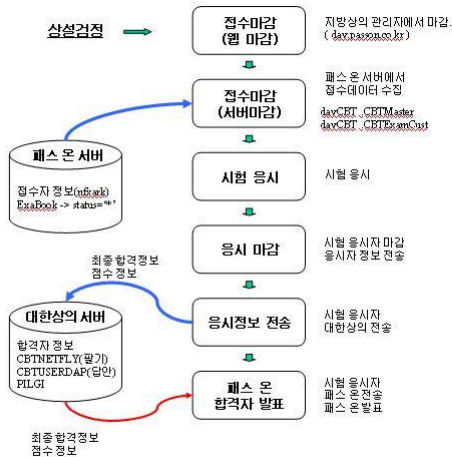 상설검정
접수마감
(웹 마감)
지방상의 관리자에서 마감.
( day.passon.co.kr )
접수마감
(서버마감)
패스 온 서버에서
접수데이터 수집
dayCBT .CBTMaster
dayCBT .CBTExamCust
패스 온 서버
접수자 정보(nfkark)
ExaBook -> status='*'
시험 응시
시험 응시
응시 마감
시험 응시자 마감
응시자 정보 전송
최종 합격정보
점수 정보
대한상의 서버
합격자 정보
CBTNETFLY(필기)
CBTUSERDAP(답안)
PILGI
응시정보 전송
시험 응시자
대한상의 전송
패스 온
합격자 발표
시험 응시자
패스 온 전송
패스 온 발표
최종 합격정보
점수 정보